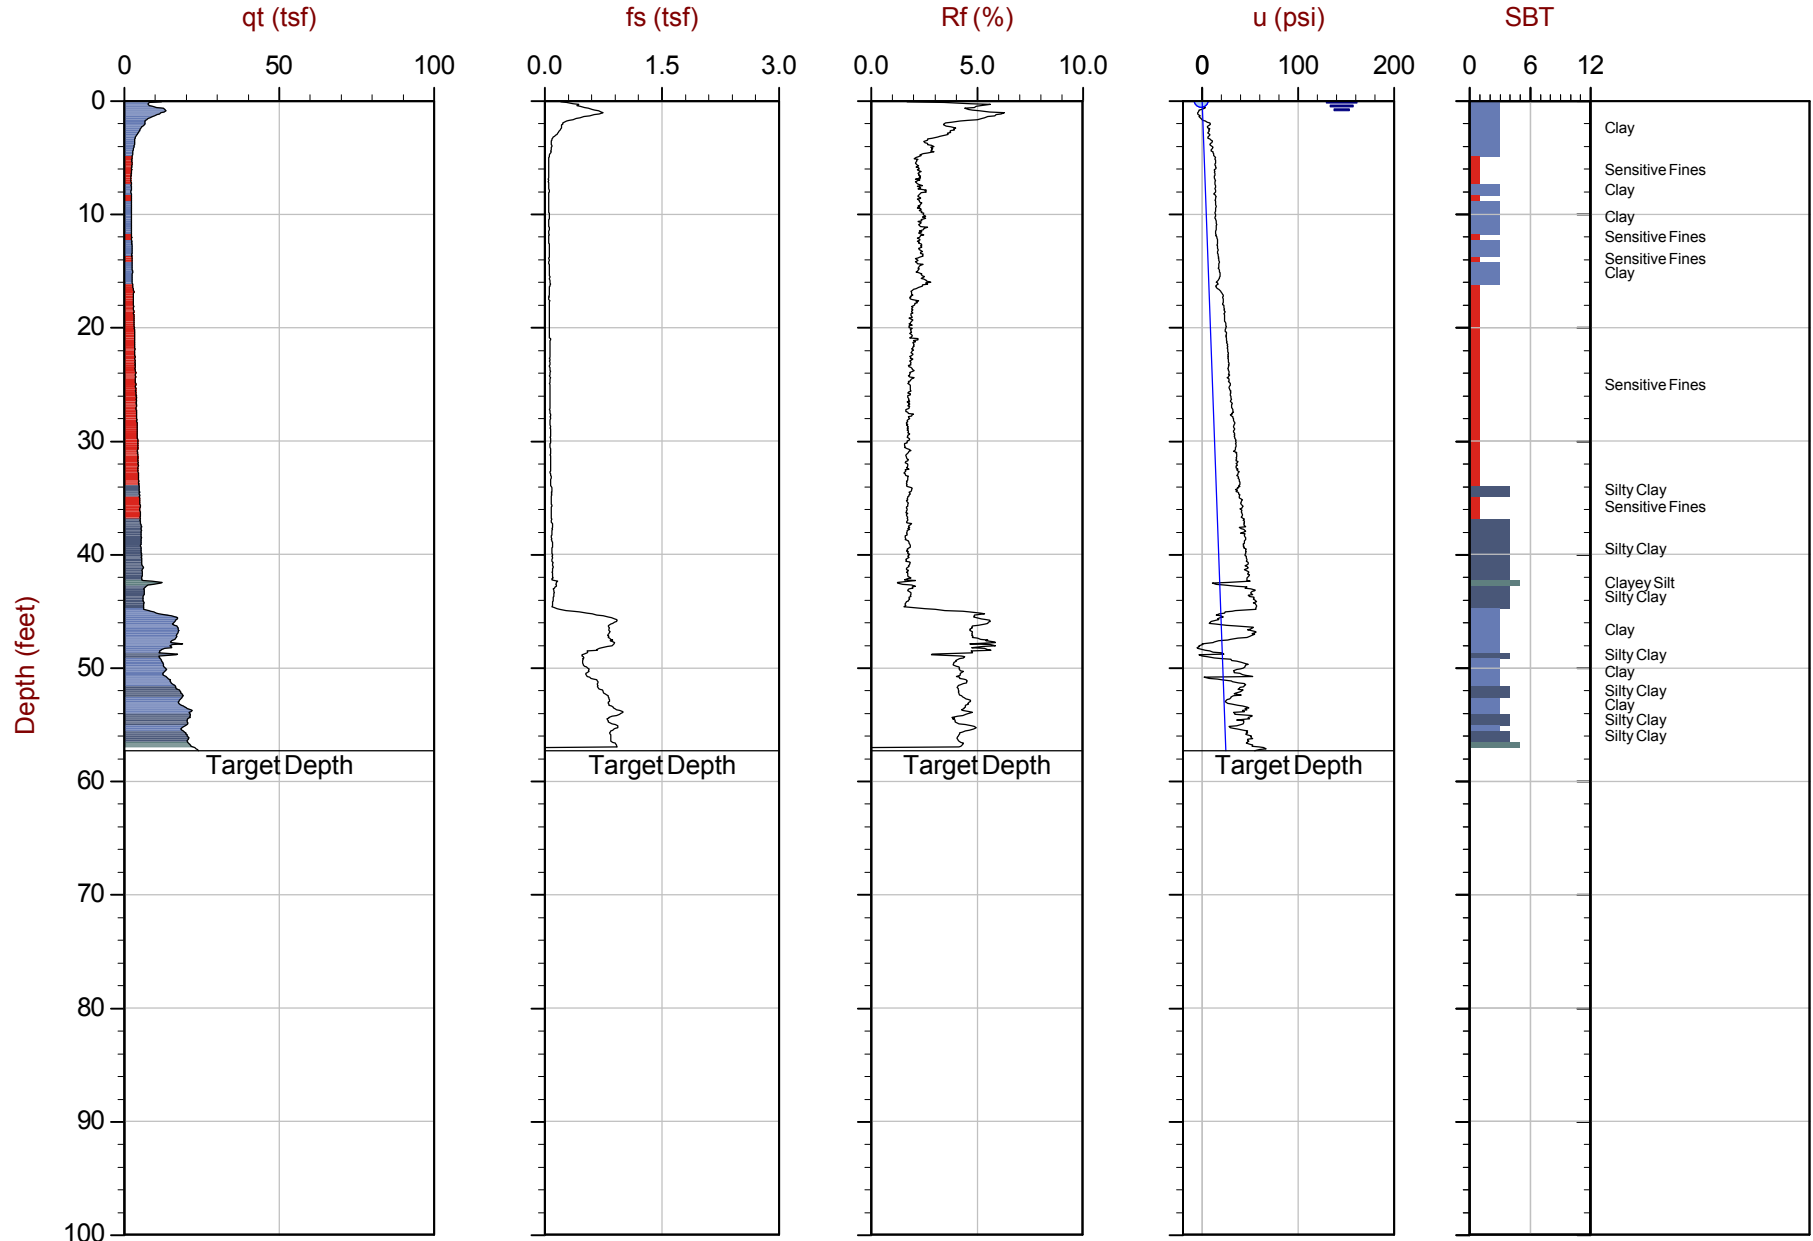 qt (tsf) fs (tsf) Rf (%) u (psi) SBT
0 50 100 0.0 1.5 3.0 0.0 5.0 10.0 0 100 200 0 6 12
0
Clay
Sensitive Fines
Clay
10
Clay
Sensitive Fines
Sensitive Fines
Clay
20
Sensitive Fines
30
Silty Clay
Sensitive Fines
40
Silty Clay
Clayey Silt
Silty Clay
Clay
Silty Clay
50
Clay
Silty Clay
Clay
Silty Clay
Silty Clay
Depth (feet)
Target Depth Target Depth Target Depth Target Depth
60
70
80
90
100